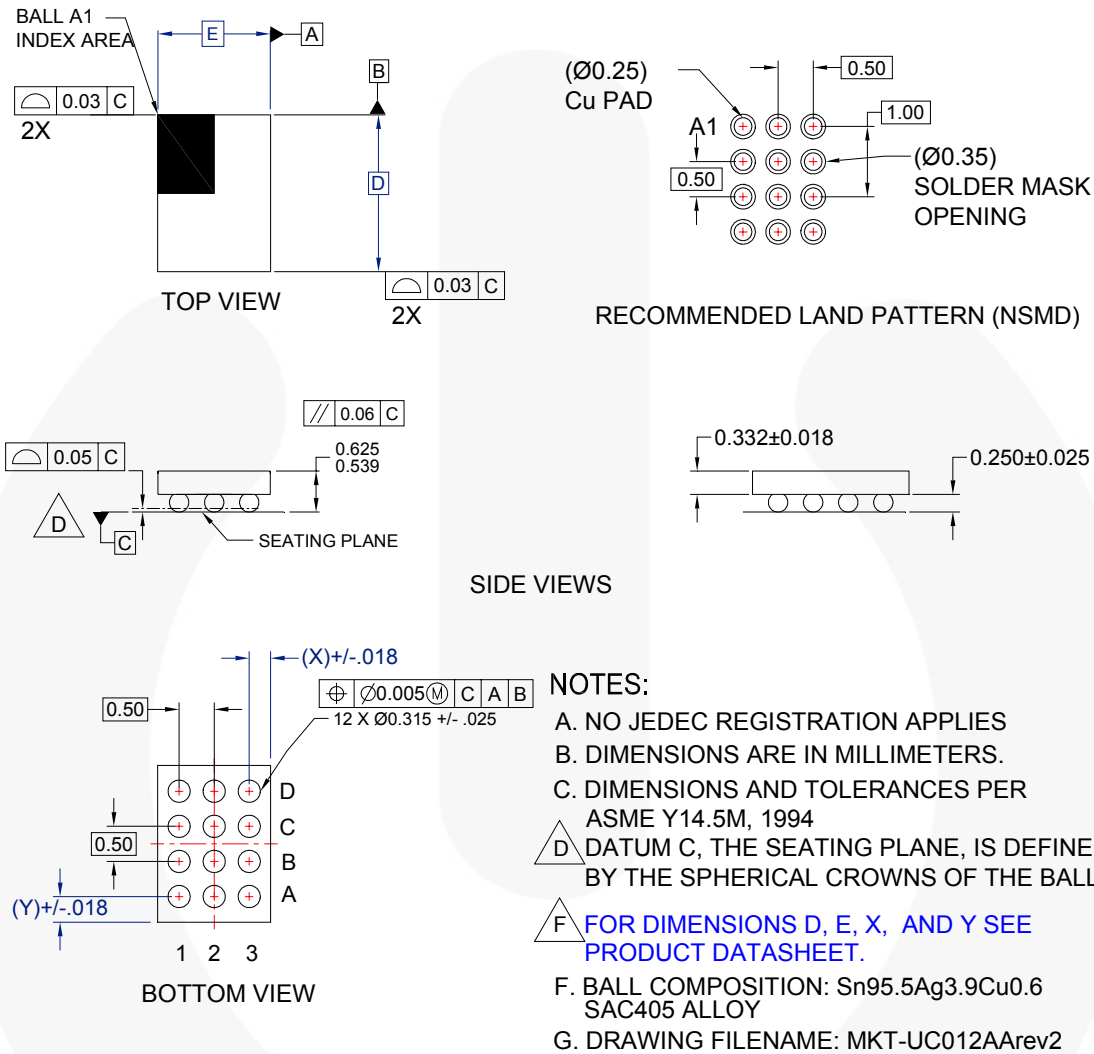 BALL A1
INDEX AREA
E
A
B
⌓ 0.03 C
2X
D
⌓ 0.03 C
2X
TOP VIEW
(Ø0.25)
Cu PAD
0.50
A1
1.00
0.50
(Ø0.35)
SOLDER MASK
OPENING
RECOMMENDED LAND PATTERN (NSMD)
// 0.06 C
⌓ 0.05 C
0.625
0.539
D
C
SEATING PLANE
0.332±0.018
0.250±0.025
SIDE VIEWS
(X)+/-.018
0.50
⌖ Ø0.005Ⓜ C A B
12 X Ø0.315 +/- .025
D
C
0.50
B
A
(Y)+/-.018
1 2 3
BOTTOM VIEW
NOTES:
A. NO JEDEC REGISTRATION APPLIES
B. DIMENSIONS ARE IN MILLIMETERS.
C. DIMENSIONS AND TOLERANCES PER
ASME Y14.5M, 1994
D DATUM C, THE SEATING PLANE, IS DEFINE
BY THE SPHERICAL CROWNS OF THE BALL
F FOR DIMENSIONS D, E, X, AND Y SEE
PRODUCT DATASHEET.
F. BALL COMPOSITION: Sn95.5Ag3.9Cu0.6
SAC405 ALLOY
G. DRAWING FILENAME: MKT-UC012AArev2